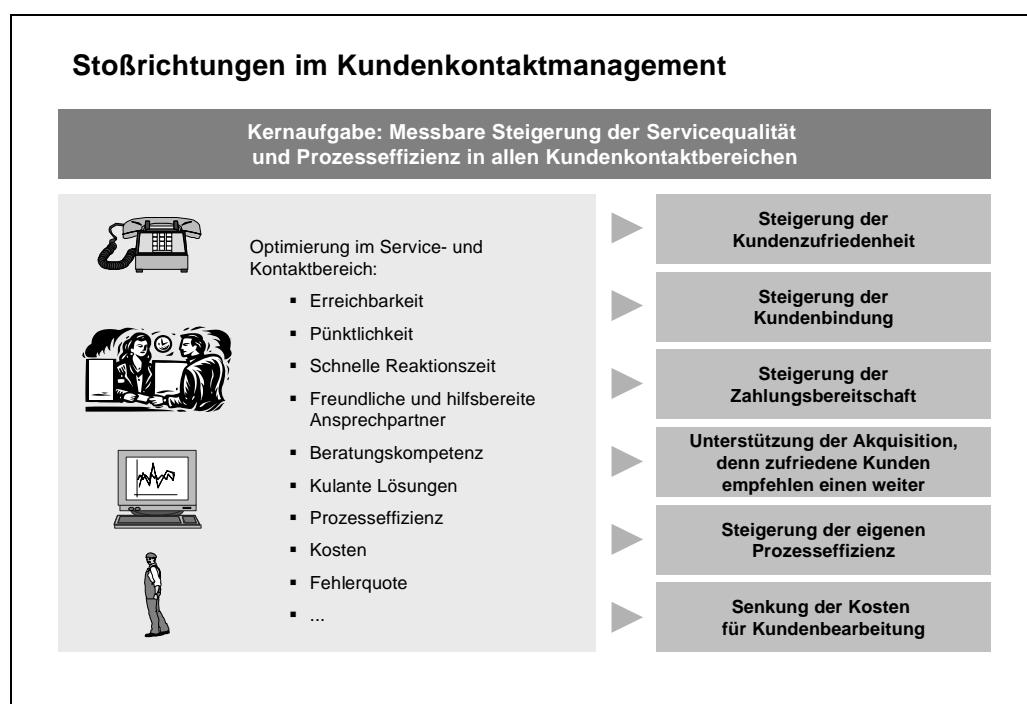 Stoßrichtungen im Kundenkontaktmanagement
Kernaufgabe: Messbare Steigerung der Servicequalität
und Prozesseffizienz in allen Kundenkontaktbereichen
Optimierung im Service- und
Kontaktbereich:
▪ Erreichbarkeit
▪ Pünktlichkeit
▪ Schnelle Reaktionszeit
▪ Freundliche und hilfsbereite
Ansprechpartner
▪ Beratungskompetenz
▪ Kulante Lösungen
▪ Prozesseffizienz
▪ Kosten
▪ Fehlerquote
▪ ...
Steigerung der
Kundenzufriedenheit
Steigerung der
Kundenbindung
Steigerung der
Zahlungsbereitschaft
Unterstützung der Akquisition,
denn zufriedene Kunden
empfehlen einen weiter
Steigerung der eigenen
Prozesseffizienz
Senkung der Kosten
für Kundenbearbeitung